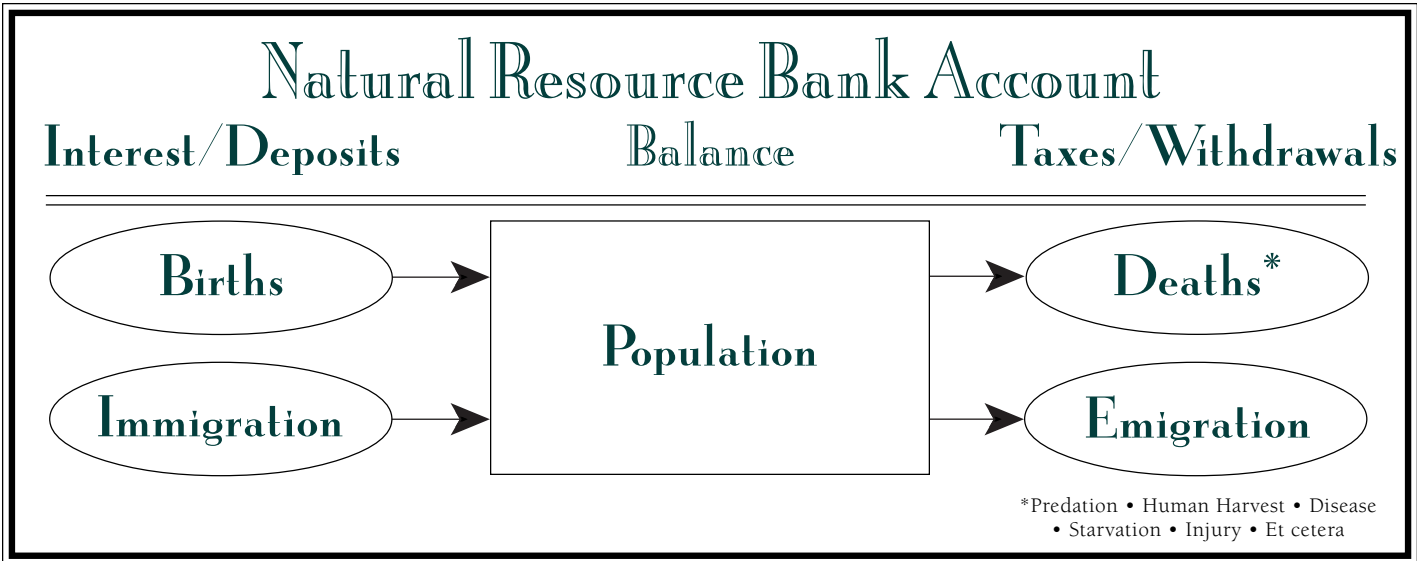 Natural Resource Bank Account
Interest/Deposits Balance Taxes/Withdrawals
Births
Deaths*
Population
Immigration
Emigration
*Predation • Human Harvest • Disease
• Starvation • Injury • Et cetera